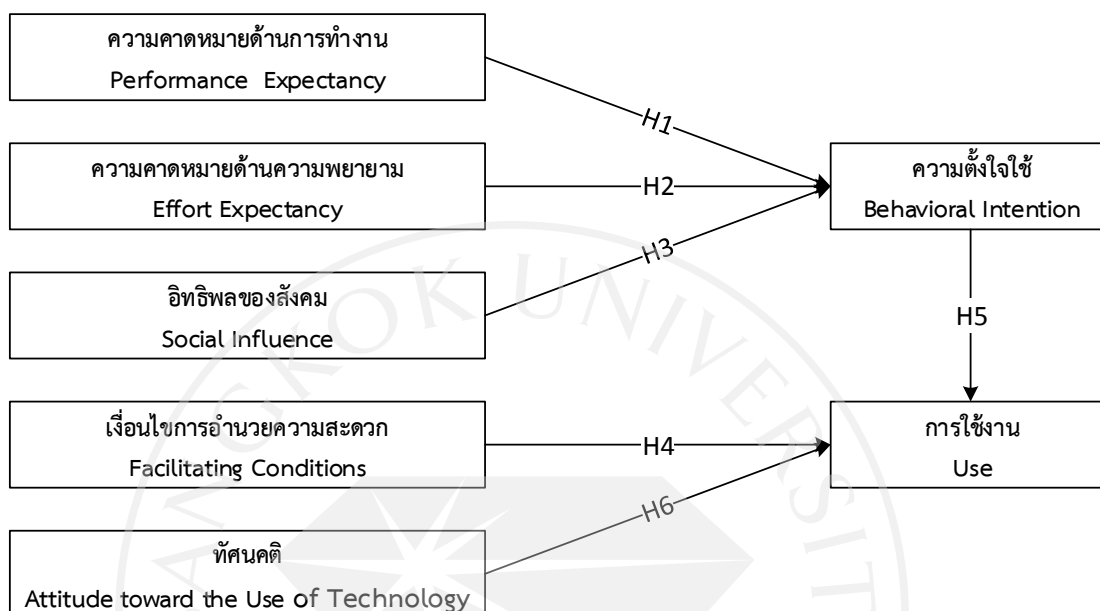 ความคาดหมายด้านการทำงาน
Performance Expectancy
H1
ความคาดหมายด้านความพยายาม
Effort Expectancy
H2
ความตั้งใจใช้
Behavioral Intention
อิทธิพลของสังคม
Social Influence
H3
H5
เงื่อนไขการอำนวยความสะดวก
Facilitating Conditions
H4
การใช้งาน
Use
ทัศนคติ
Attitude toward the Use of Technology
H6
ANGKOK UNIVERSIT